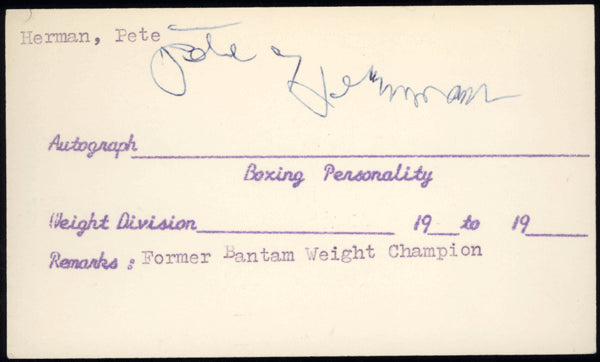 Herman, Pete
Pete Herman
Autograph
Boxing Personality
Weight Division 19 to 19
Remarks : Former Bantam Weight Champion